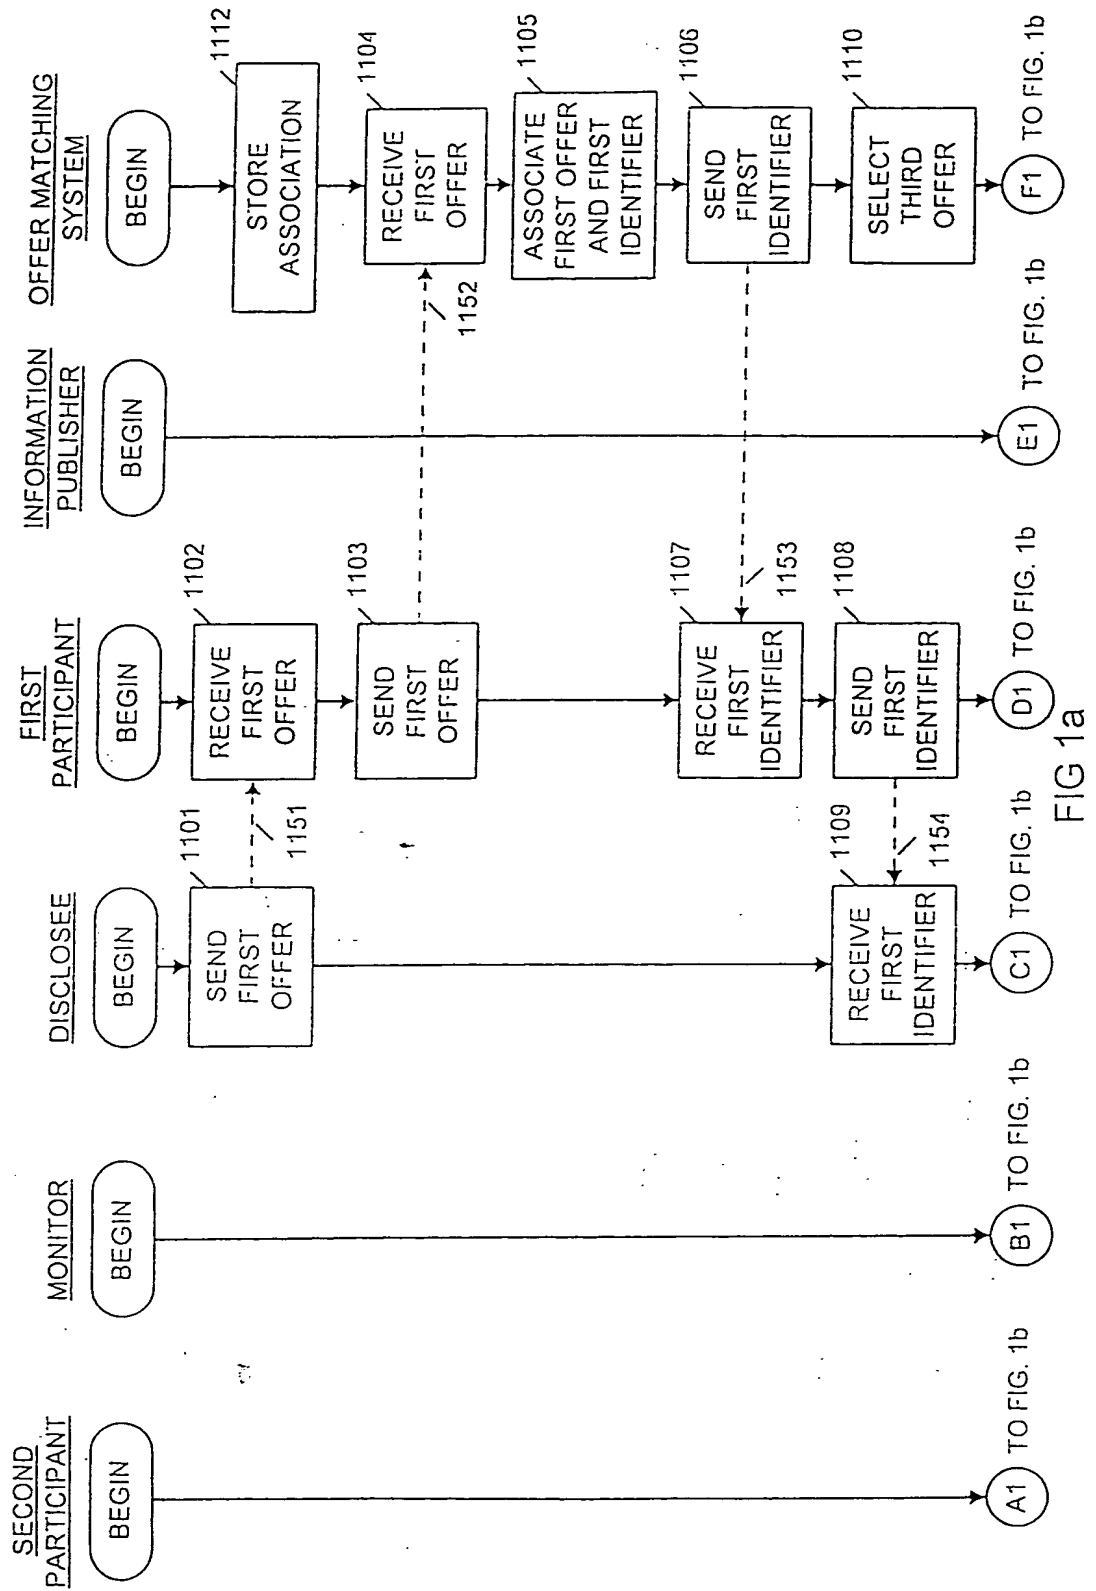 SECOND
PARTICIPANT
BEGIN
A1 TO FIG. 1b
MONITOR
BEGIN
B1 TO FIG. 1b
DISCLOSEE
BEGIN
1101
SEND
FIRST
OFFER
1151
1109
RECEIVE
FIRST
IDENTIFIER
1154
C1 TO FIG. 1b
FIRST
PARTICIPANT
BEGIN
1102
RECEIVE
FIRST
OFFER
1103
SEND
FIRST
OFFER
1152
1107
RECEIVE
FIRST
IDENTIFIER
1153
1108
SEND
FIRST
IDENTIFIER
D1 TO FIG. 1b
INFORMATION
PUBLISHER
BEGIN
E1 TO FIG. 1b
OFFER MATCHING
SYSTEM
BEGIN
1112
STORE
ASSOCIATION
1104
RECEIVE
FIRST
OFFER
1105
ASSOCIATE
FIRST OFFER
AND FIRST
IDENTIFIER
1106
SEND
FIRST
IDENTIFIER
1110
SELECT
THIRD
OFFER
F1 TO FIG. 1b
FIG 1a